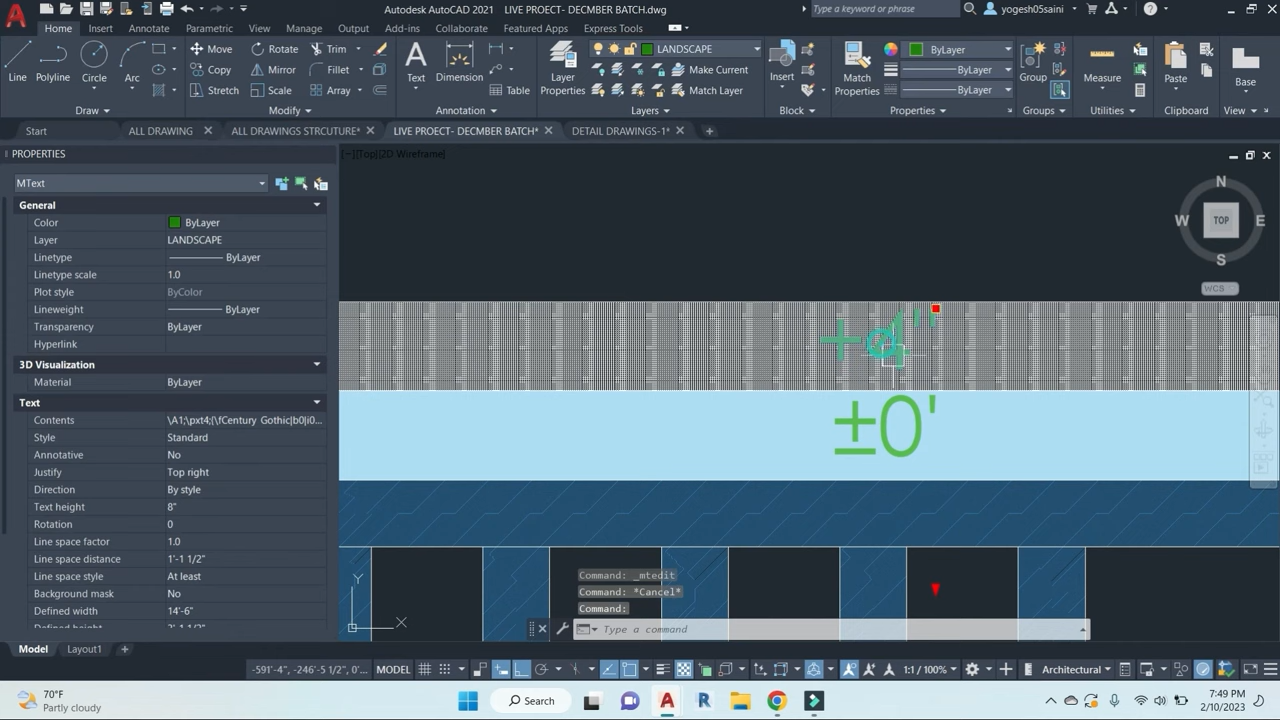 Autodesk AutoCAD 2021 LIVE PROECT- DECMBER BATCH.dwg
Type a keyword or phrase
yogesh05saini
Home Insert Annotate Parametric View Manage Output Collaborate Featured Apps Express Tools
Line Polyline Circle Arc
Move Rotate Trim
Copy Mirror Fillet
Stretch Scale Array
Text Dimension Table
Layer Properties
LANDSCAPE
Make Current
Match Layer
Insert
Match Properties
ByLayer
ByLayer
ByLayer
Group Measure Paste Base
Draw Modify Annotation Layers Block Properties Groups Utilities Clipboard View
Start ALL DRAWING ALL DRAWINGS STRCUTURE* LIVE PROECT- DECMBER BATCH* DETAIL DRAWINGS-1*
PROPERTIES
MText
General
Color ByLayer
Layer LANDSCAPE
Linetype ByLayer
Linetype scale 1.0
Plot style ByColor
Lineweight ByLayer
Transparency ByLayer
Hyperlink
3D Visualization
Material ByLayer
Text
Contents \A1;\pxt4;{\fCentury Gothic|b0|i0...
Style Standard
Annotative No
Justify Top right
Direction By style
Text height 8"
Rotation 0
Line space factor 1.0
Line space distance 1'-1 1/2"
Line space style At least
Background mask No
Defined width 14'-6"
[−][Top][2D Wireframe]
N
W TOP E
S
WCS
+4"
±0'
Y
X
Command: _mtedit
Command: *Cancel*
Command:
Type a command
Model Layout1
-591'-4", -246'-5 1/2", 0'...
MODEL
1:1 / 100%
Architectural
70°F
Partly cloudy
Search
7:49 PM
2/10/2023